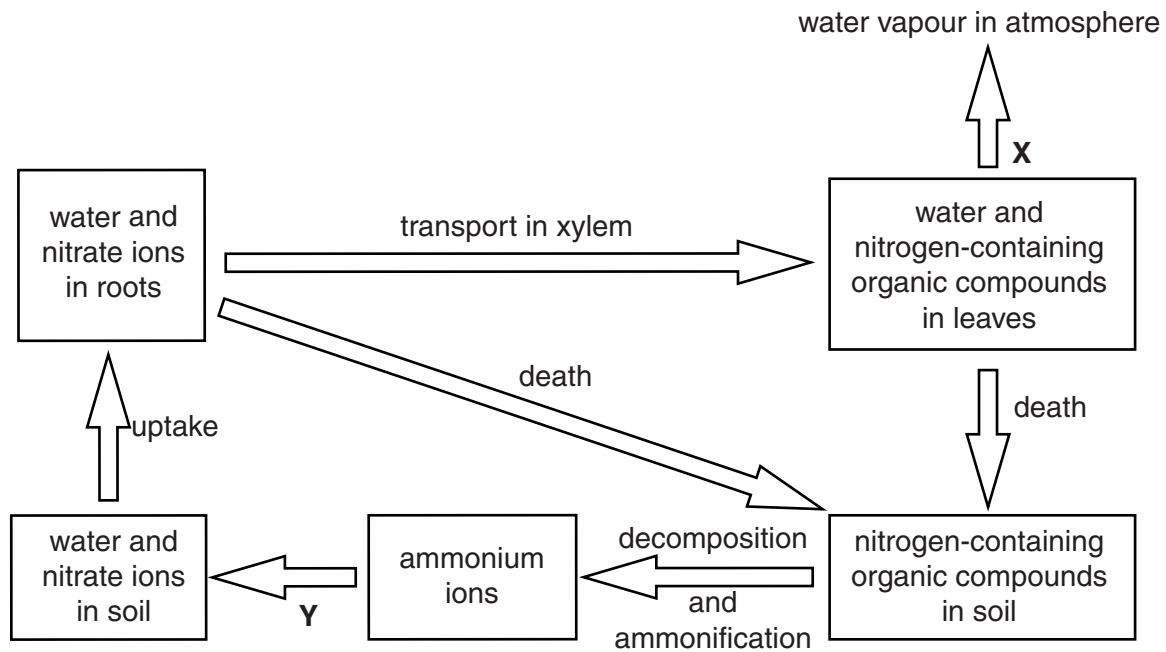 water vapour in atmosphere
X
water and
nitrate ions
in roots
transport in xylem
water and
nitrogen-containing
organic compounds
in leaves
death
death
uptake
water and
nitrate ions
in soil
Y
ammonium
ions
decomposition
and
ammonification
nitrogen-containing
organic compounds
in soil